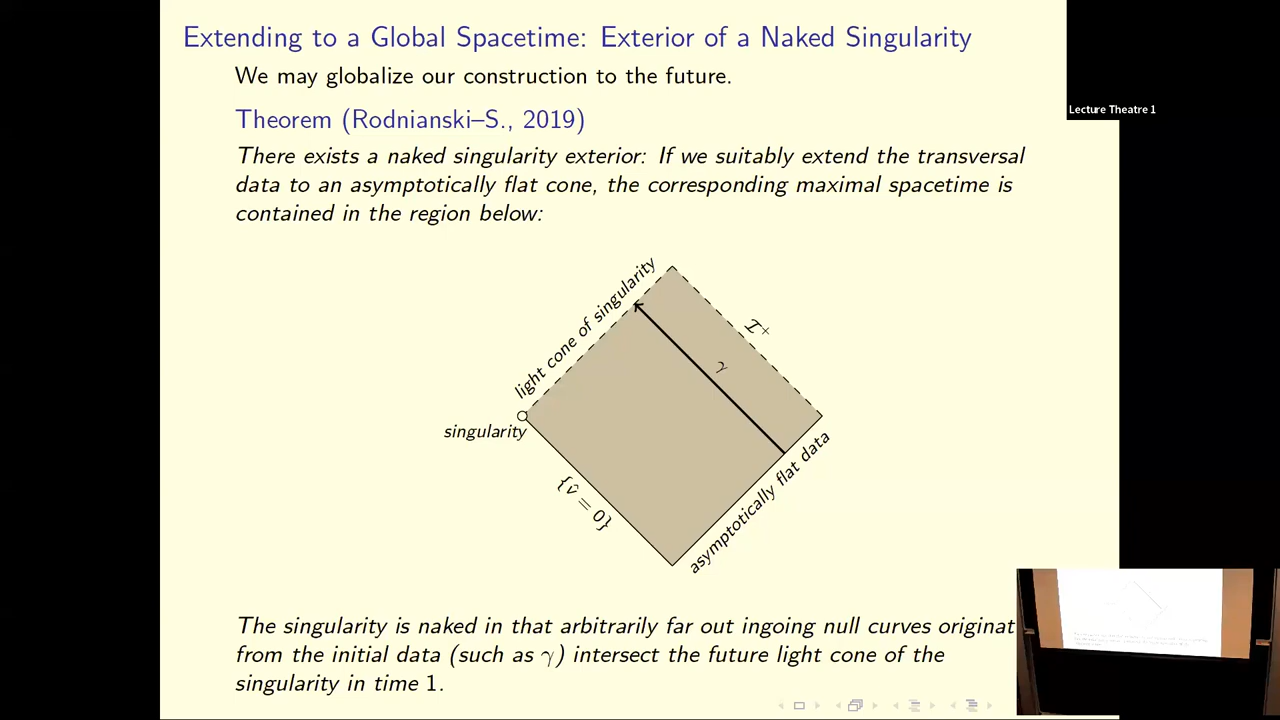 Extending to a Global Spacetime: Exterior of a Naked Singularity
We may globalize our construction to the future.
Lecture Theatre 1
Theorem (Rodnianski–S., 2019)
There exists a naked singularity exterior: If we suitably extend the transversal
data to an asymptotically flat cone, the corresponding maximal spacetime is
contained in the region below:
light cone of singularity
I⁺
γ
singularity
{v̂ = 0}
asymptotically flat data
The singularity is naked in that arbitrarily far out ingoing null curves originat
from the initial data (such as γ) intersect the future light cone of the
singularity in time 1.